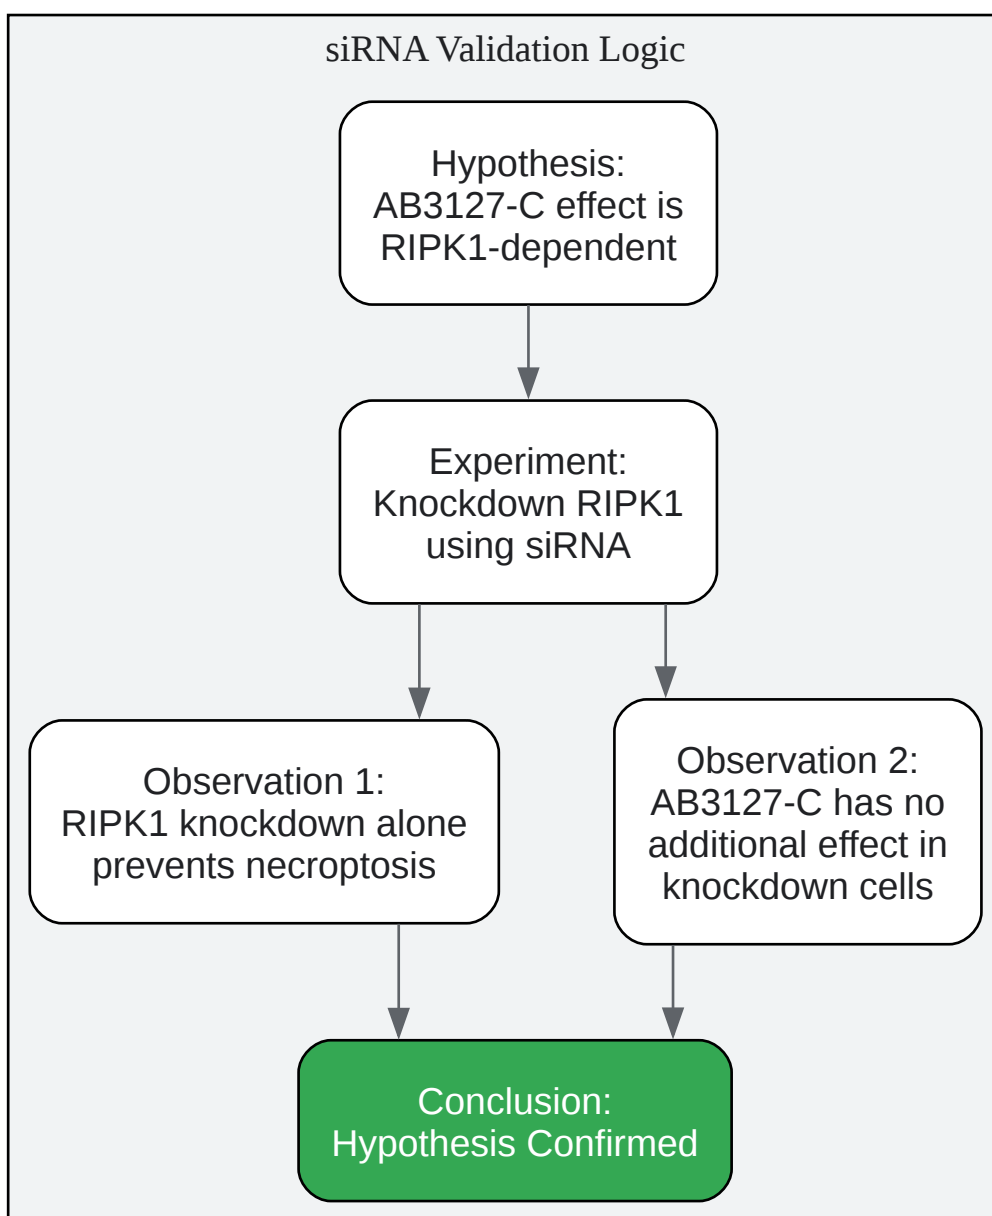 siRNA Validation Logic
Hypothesis:
AB3127-C effect is
RIPK1-dependent
Experiment:
Knockdown RIPK1
using siRNA
Observation 1:
RIPK1 knockdown alone
prevents necroptosis
Observation 2:
AB3127-C has no
additional effect in
knockdown cells
Conclusion:
Hypothesis Confirmed